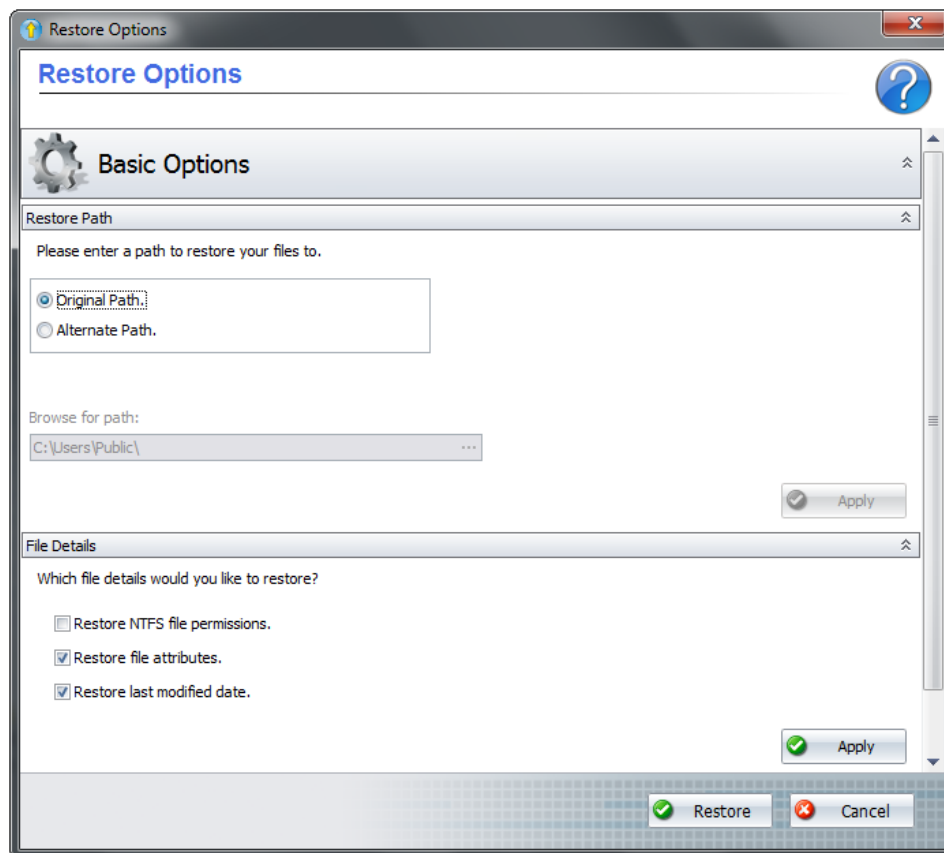 Restore Options
Restore Options
Basic Options
Restore Path
Please enter a path to restore your files to.
Original Path.
Alternate Path.
Browse for path:
C:\Users\Public\ ...
Apply
File Details
Which file details would you like to restore?
Restore NTFS file permissions.
Restore file attributes.
Restore last modified date.
Apply
Restore Cancel